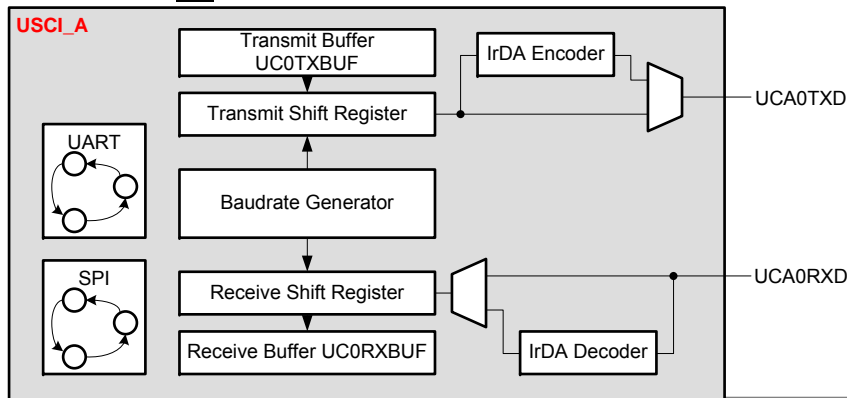 USCI_A
Transmit Buffer
UC0TXBUF
IrDA Encoder
Transmit Shift Register
UCA0TXD
UART
Baudrate Generator
SPI
Receive Shift Register
UCA0RXD
Receive Buffer UC0RXBUF
IrDA Decoder